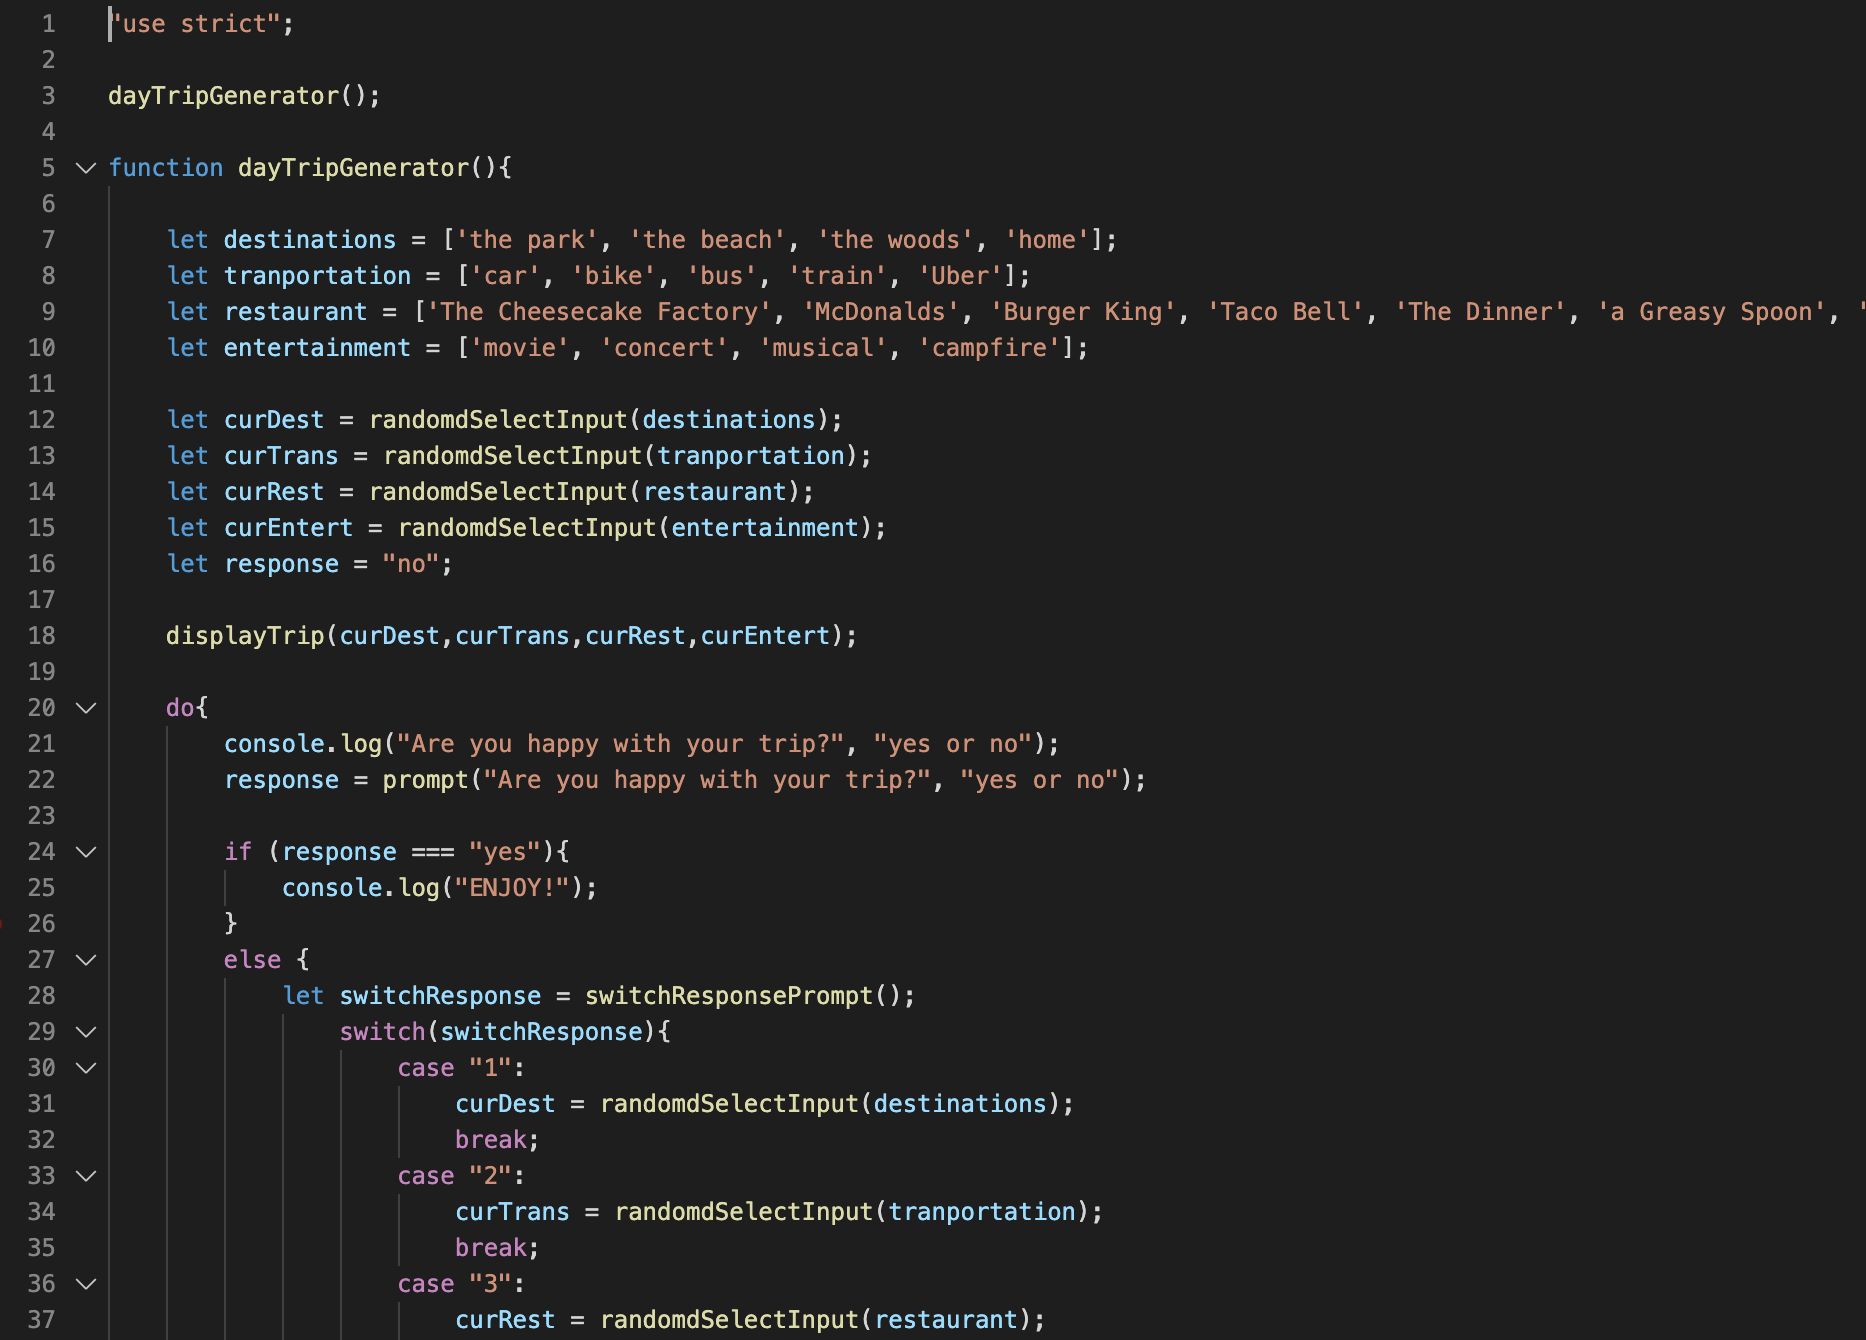 1 "use strict";
2
3 dayTripGenerator();
4
5 function dayTripGenerator(){
6
7 let destinations = ['the park', 'the beach', 'the woods', 'home'];
8 let tranportation = ['car', 'bike', 'bus', 'train', 'Uber'];
9 let restaurant = ['The Cheesecake Factory', 'McDonalds', 'Burger King', 'Taco Bell', 'The Dinner', 'a Greasy Spoon', '
10 let entertainment = ['movie', 'concert', 'musical', 'campfire'];
11
12 let curDest = randomdSelectInput(destinations);
13 let curTrans = randomdSelectInput(tranportation);
14 let curRest = randomdSelectInput(restaurant);
15 let curEntert = randomdSelectInput(entertainment);
16 let response = "no";
17
18 displayTrip(curDest,curTrans,curRest,curEntert);
19
20 do{
21 console.log("Are you happy with your trip?", "yes or no");
22 response = prompt("Are you happy with your trip?", "yes or no");
23
24 if (response === "yes"){
25 console.log("ENJOY!");
26 }
27 else {
28 let switchResponse = switchResponsePrompt();
29 switch(switchResponse){
30 case "1":
31 curDest = randomdSelectInput(destinations);
32 break;
33 case "2":
34 curTrans = randomdSelectInput(tranportation);
35 break;
36 case "3":
37 curRest = randomdSelectInput(restaurant);